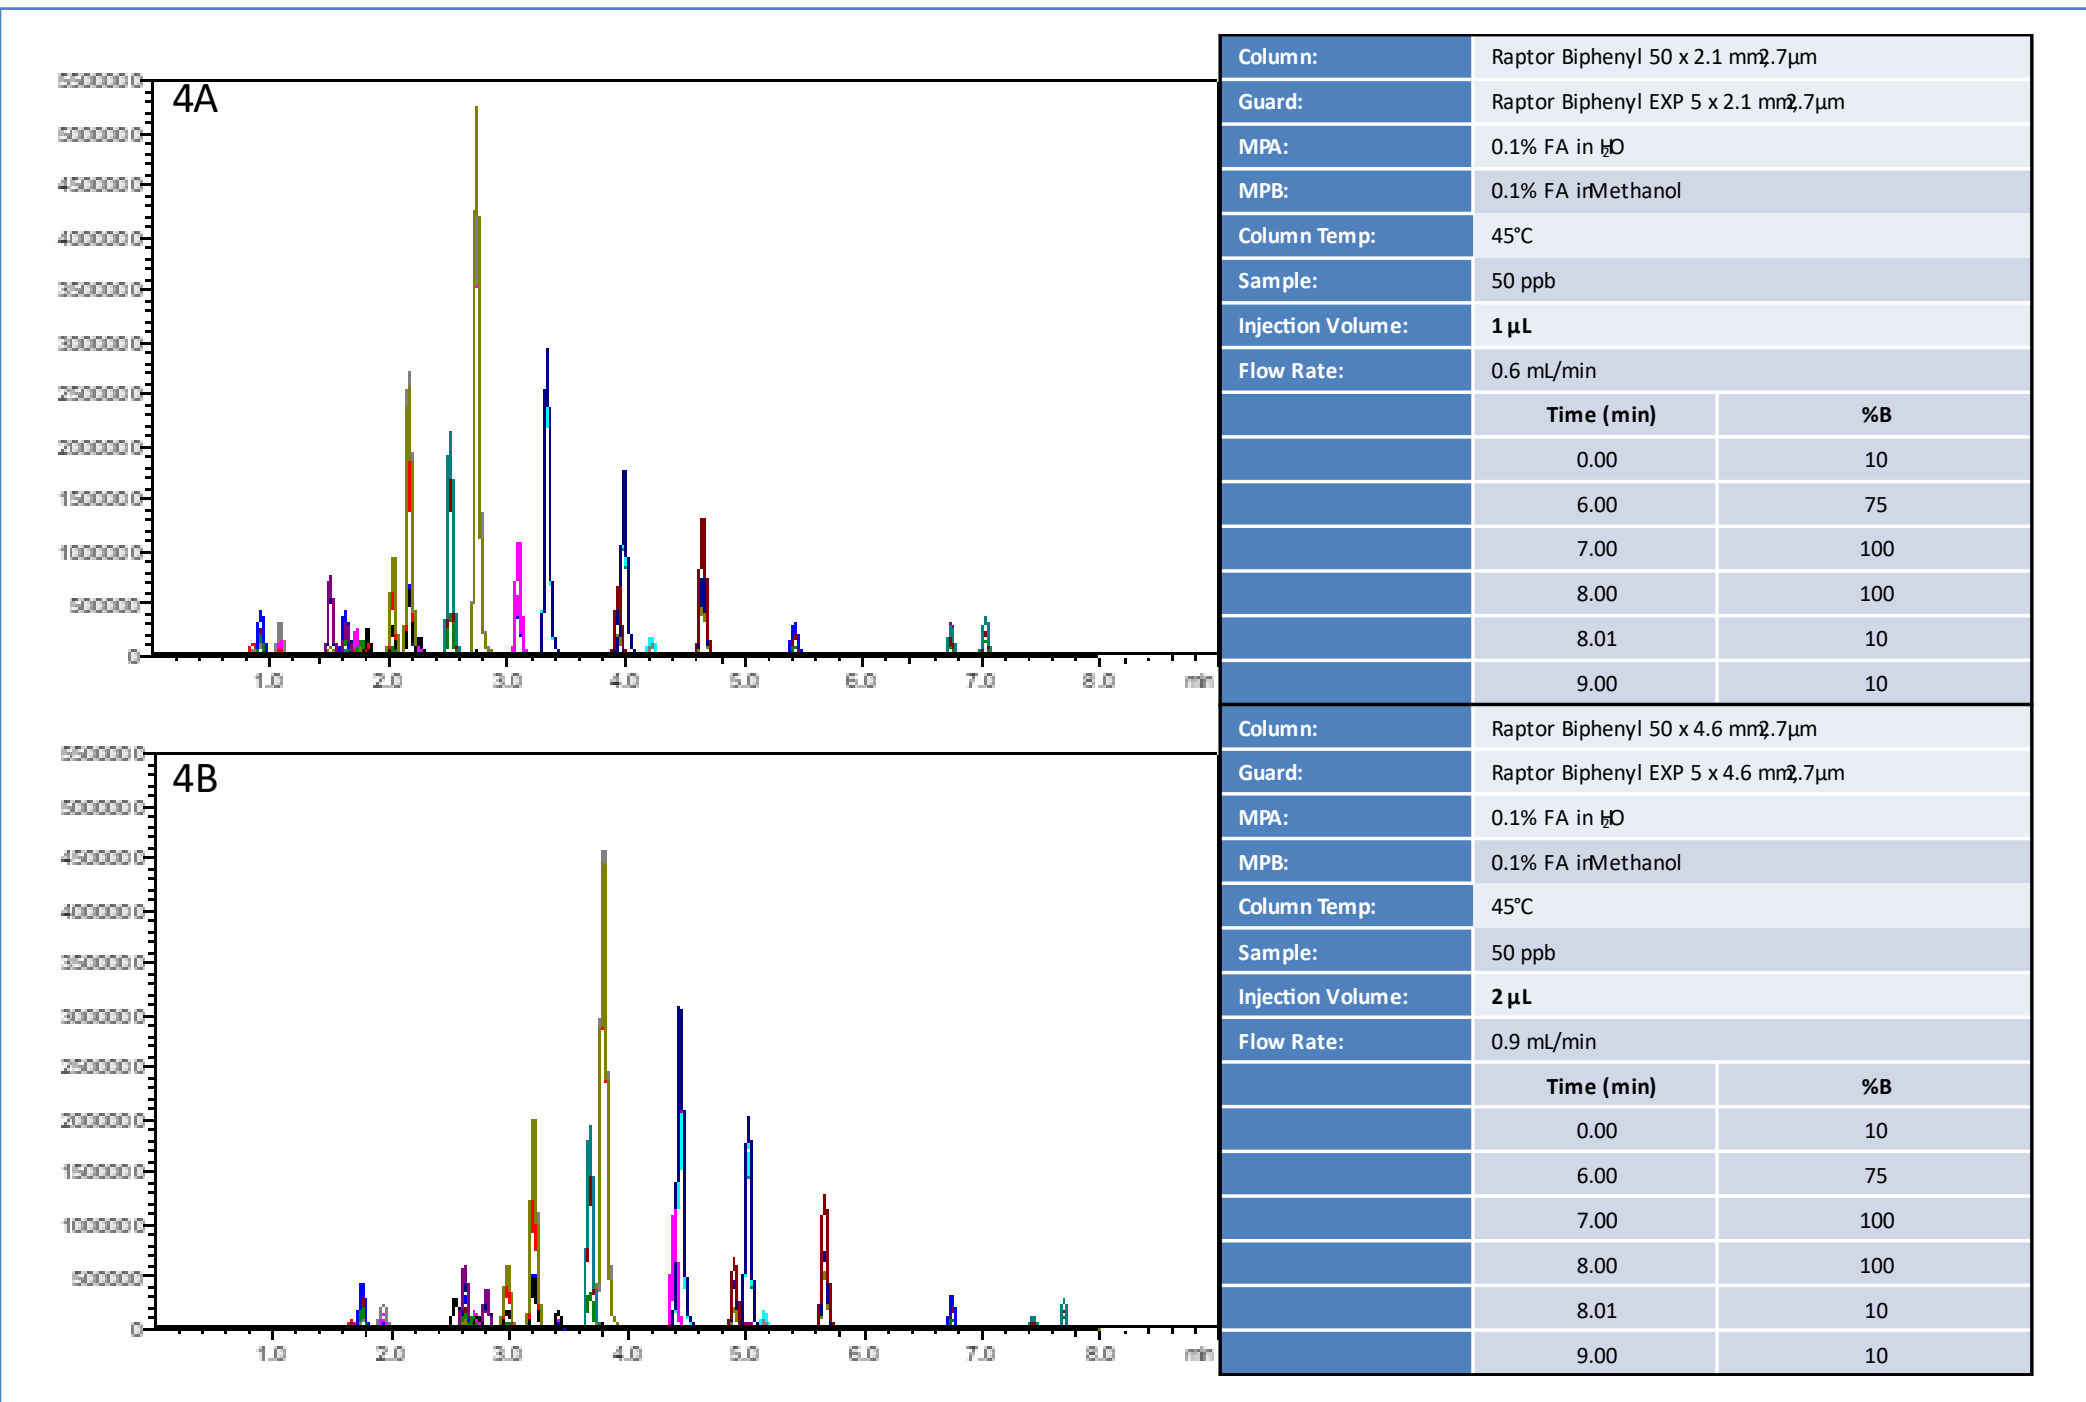 4A
5500000
5000000
4500000
4000000
3500000
3000000
2500000
2000000
1500000
1000000
500000
0
1.0 2.0 3.0 4.0 5.0 6.0 7.0 8.0 min
Column: Raptor Biphenyl 50 x 2.1 mm, 2.7µm
Guard: Raptor Biphenyl EXP 5 x 2.1 mm, 2.7µm
MPA: 0.1% FA in H2O
MPB: 0.1% FA in Methanol
Column Temp: 45°C
Sample: 50 ppb
Injection Volume: 1 µL
Flow Rate: 0.6 mL/min
Time (min) %B
0.00 10
6.00 75
7.00 100
8.00 100
8.01 10
9.00 10
4B
5500000
5000000
4500000
4000000
3500000
3000000
2500000
2000000
1500000
1000000
500000
0
1.0 2.0 3.0 4.0 5.0 6.0 7.0 8.0 min
Column: Raptor Biphenyl 50 x 4.6 mm, 2.7µm
Guard: Raptor Biphenyl EXP 5 x 4.6 mm, 2.7µm
MPA: 0.1% FA in H2O
MPB: 0.1% FA in Methanol
Column Temp: 45°C
Sample: 50 ppb
Injection Volume: 2 µL
Flow Rate: 0.9 mL/min
Time (min) %B
0.00 10
6.00 75
7.00 100
8.00 100
8.01 10
9.00 10